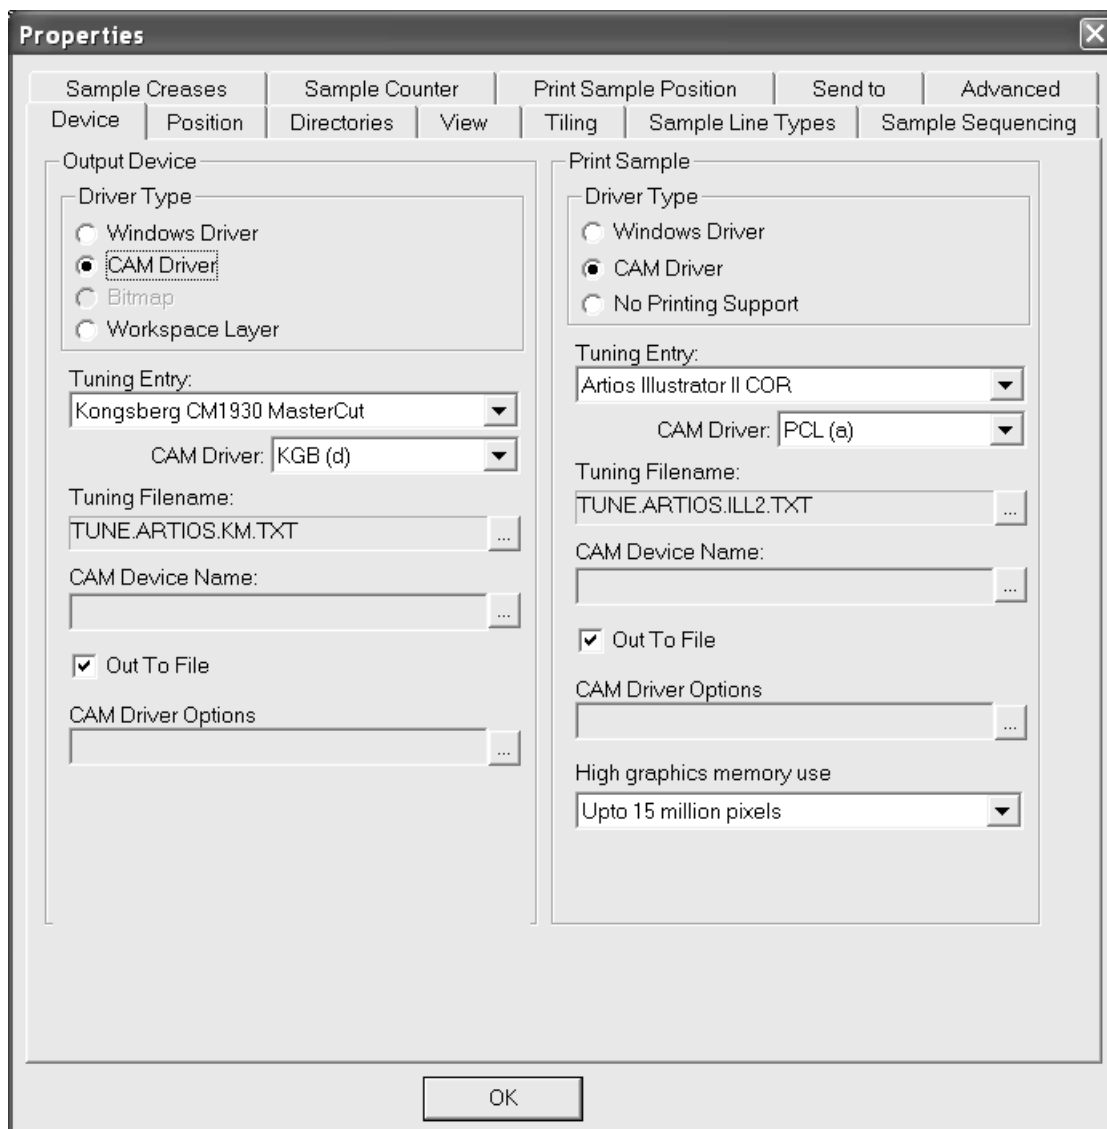 Properties
Sample Creases
Sample Counter
Print Sample Position
Send to
Advanced
Device
Position
Directories
View
Tiling
Sample Line Types
Sample Sequencing
Output Device
Driver Type
Windows Driver
CAM Driver
Bitmap
Workspace Layer
Tuning Entry:
Kongsberg CM1930 MasterCut
CAM Driver: KGB (d)
Tuning Filename:
TUNE.ARTIOS.KM.TXT
...
CAM Device Name:
...
Out To File
CAM Driver Options
...
Print Sample
Driver Type
Windows Driver
CAM Driver
No Printing Support
Tuning Entry:
Artios Illustrator II COR
CAM Driver: PCL (a)
Tuning Filename:
TUNE.ARTIOS.ILL2.TXT
...
CAM Device Name:
...
Out To File
CAM Driver Options
...
High graphics memory use
Upto 15 million pixels
OK